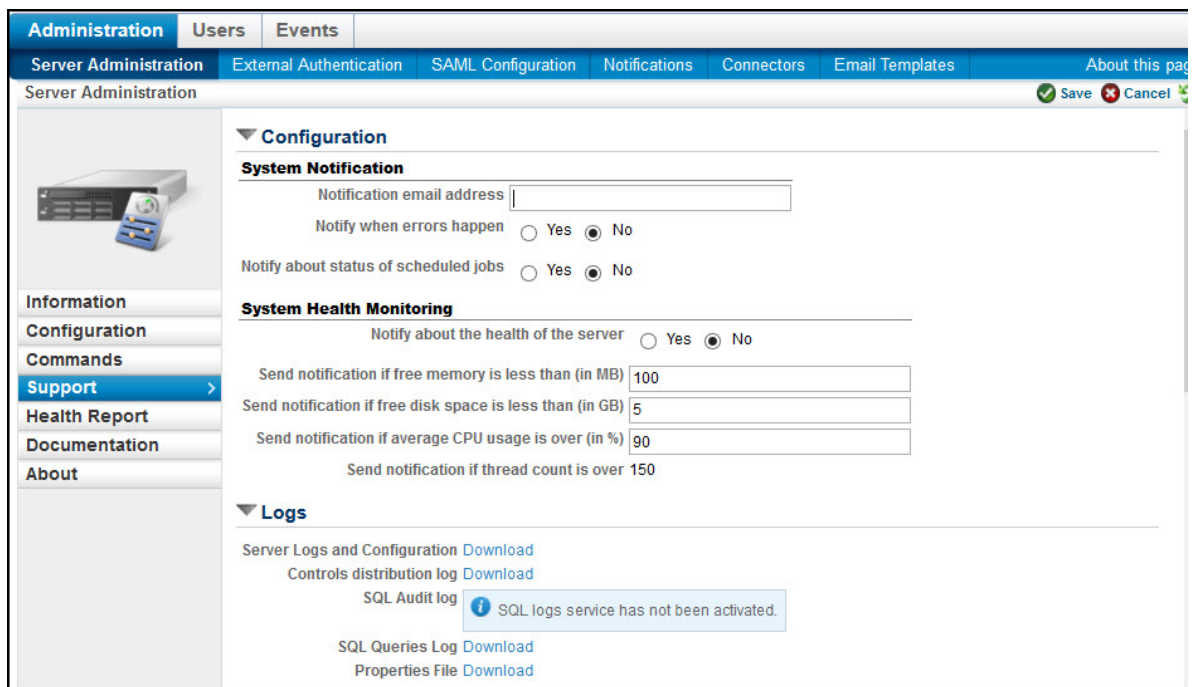 Administration Users Events
Server Administration External Authentication SAML Configuration Notifications Connectors Email Templates About this pag
Server Administration Save Cancel
Configuration
System Notification
Notification email address
Notify when errors happen Yes No
Notify about status of scheduled jobs Yes No
Information
Configuration
Commands
Support
Health Report
Documentation
About
System Health Monitoring
Notify about the health of the server Yes No
Send notification if free memory is less than (in MB) 100
Send notification if free disk space is less than (in GB) 5
Send notification if average CPU usage is over (in %) 90
Send notification if thread count is over 150
Logs
Server Logs and Configuration Download
Controls distribution log Download
SQL Audit log SQL logs service has not been activated.
SQL Queries Log Download
Properties File Download